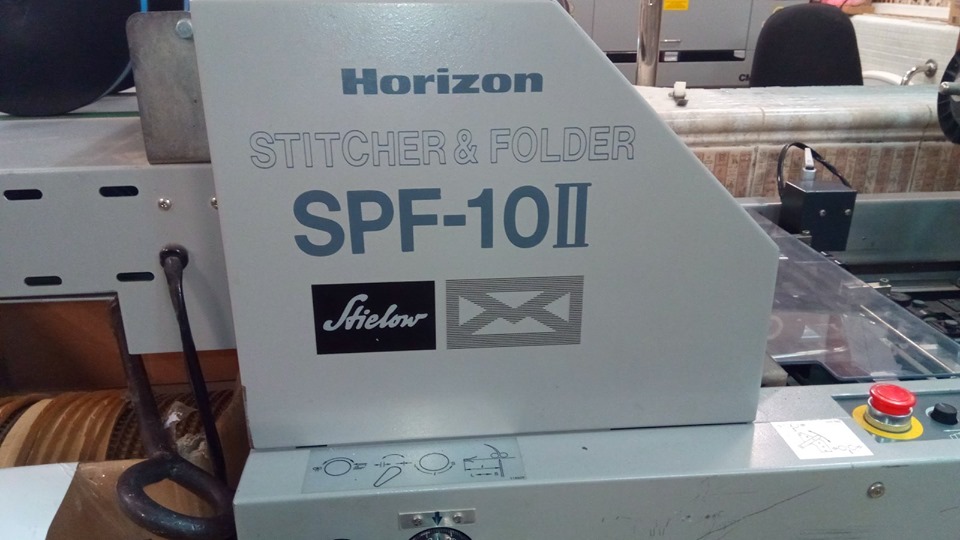 Horizon
STITCHER & FOLDER
SPF-10II
Stielow